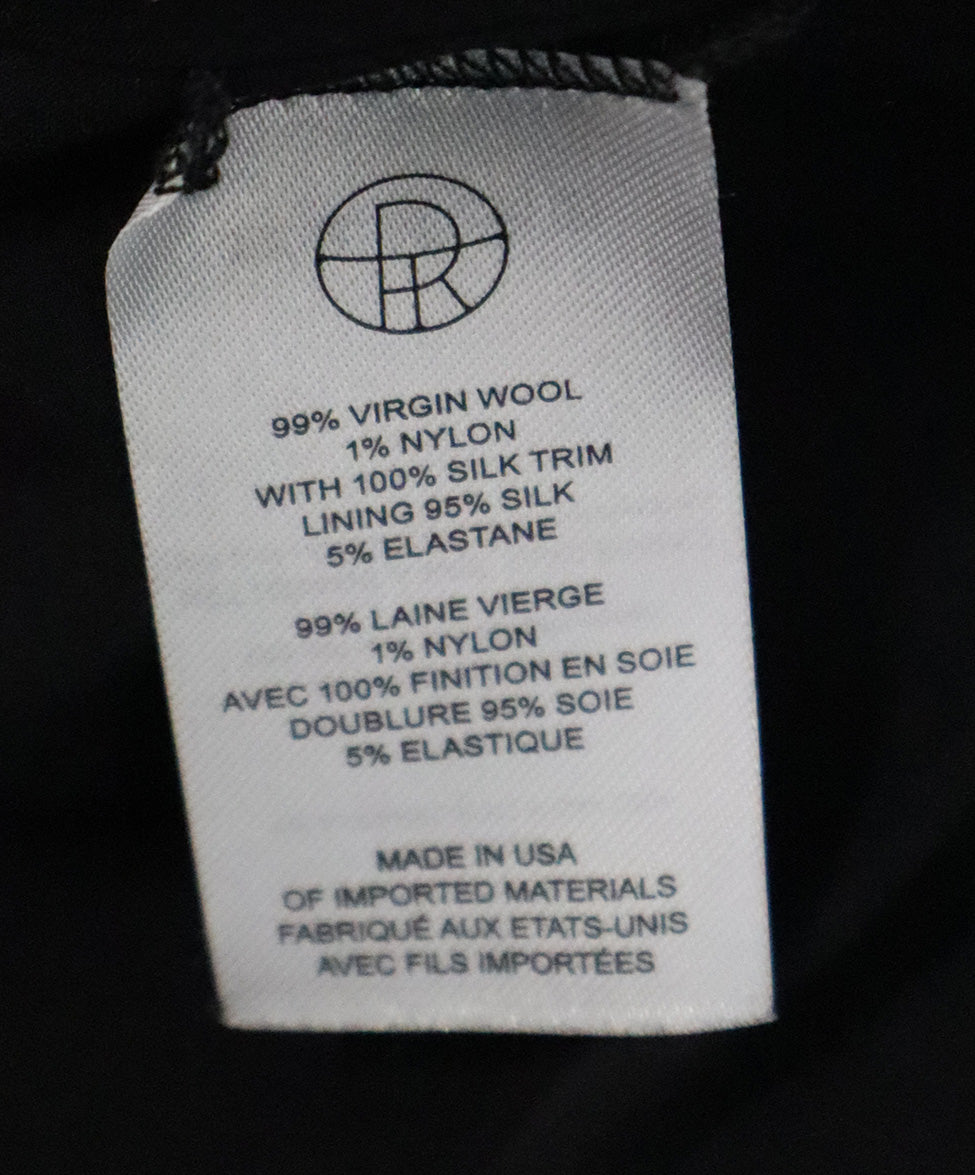 99% VIRGIN WOOL
1% NYLON
WITH 100% SILK TRIM
LINING 95% SILK
5% ELASTANE
99% LAINE VIERGE
1% NYLON
AVEC 100% FINITION EN SOIE
DOUBLURE 95% SOIE
5% ELASTIQUE
MADE IN USA
OF IMPORTED MATERIALS
FABRIQUÉ AUX ETATS-UNIS
AVEC FILS IMPORTÉES